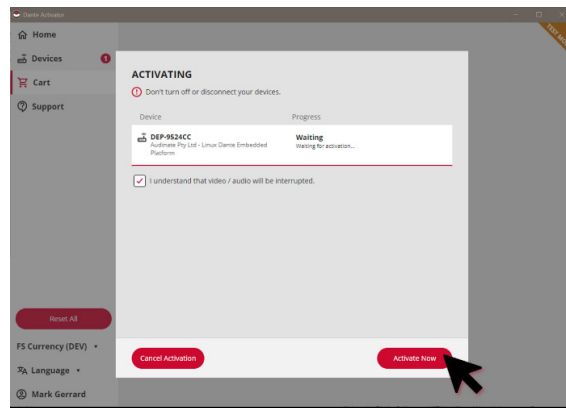 Dante Activator
TEST MO
Home
Devices
1
Cart
Support
ACTIVATING
Don't turn off or disconnect your devices.
Device Progress
DEP-9524CC Waiting
Audinate Pty Ltd - Linux Dante Embedded Waiting for activation...
Platform
I understand that video / audio will be interrupted.
Reset All
FS Currency (DEV)
Language
Mark Gerrard
Cancel Activation
Activate Now